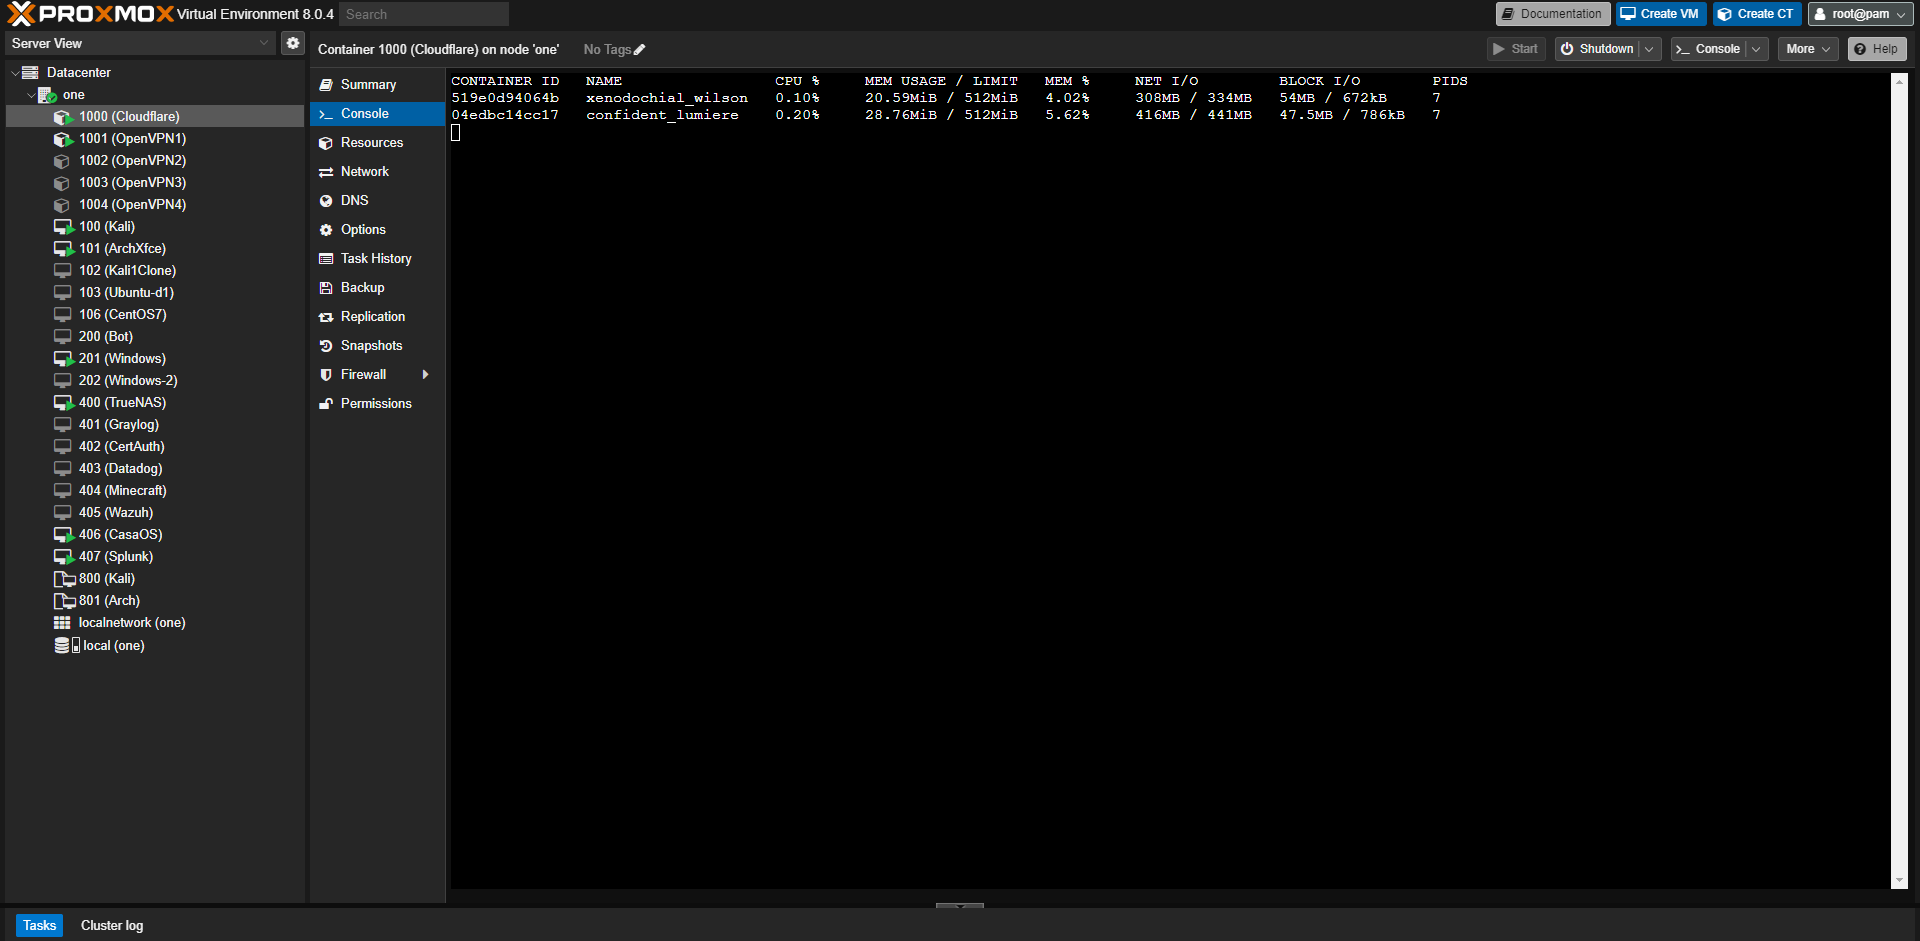 PROXMOX Virtual Environment 8.0.4 Search Documentation Create VM Create CT root@pam
Server View
Container 1000 (Cloudflare) on node 'one' No Tags Start Shutdown Console More Help
Datacenter
one
1000 (Cloudflare)
1001 (OpenVPN1)
1002 (OpenVPN2)
1003 (OpenVPN3)
1004 (OpenVPN4)
100 (Kali)
101 (ArchXfce)
102 (Kali1Clone)
103 (Ubuntu-d1)
106 (CentOS7)
200 (Bot)
201 (Windows)
202 (Windows-2)
400 (TrueNAS)
401 (Graylog)
402 (CertAuth)
403 (Datadog)
404 (Minecraft)
405 (Wazuh)
406 (CasaOS)
407 (Splunk)
800 (Kali)
801 (Arch)
localnetwork (one)
local (one)
Summary
Console
Resources
Network
DNS
Options
Task History
Backup
Replication
Snapshots
Firewall
Permissions
CONTAINER ID NAME CPU % MEM USAGE / LIMIT MEM % NET I/O BLOCK I/O PIDS
519e0d94064b xenodochial_wilson 0.10% 20.59MiB / 512MiB 4.02% 308MB / 334MB 54MB / 672kB 7
04edbc14cc17 confident_lumiere 0.20% 28.76MiB / 512MiB 5.62% 416MB / 441MB 47.5MB / 786kB 7
Tasks Cluster log